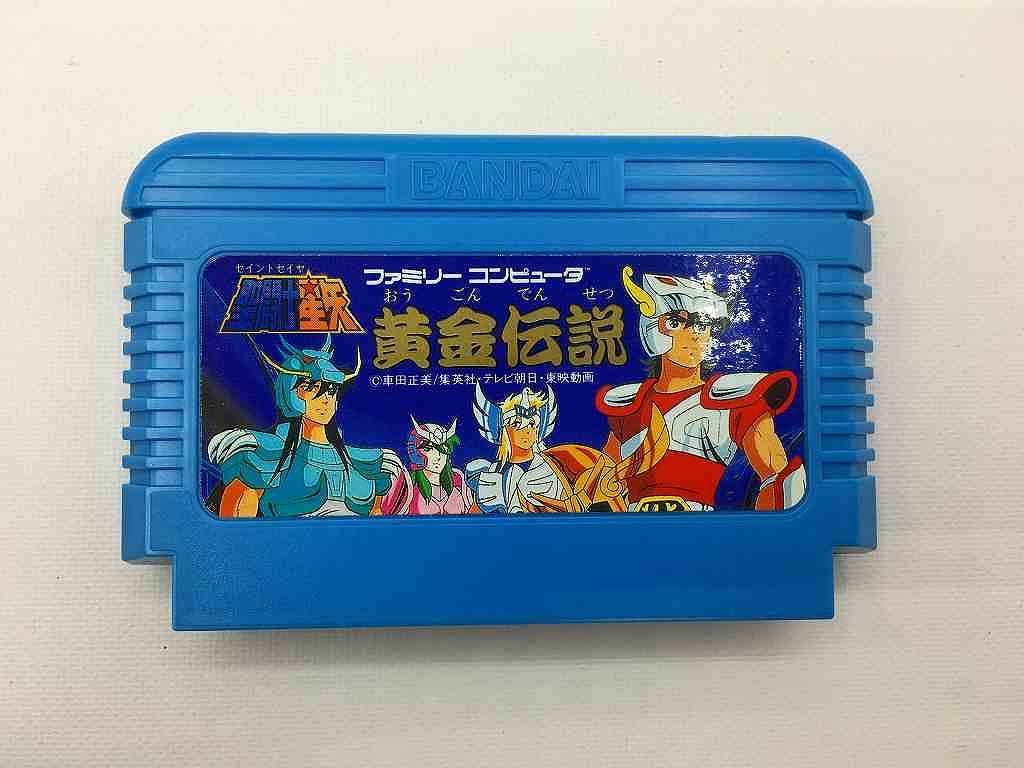 BANDAI
セイントセイヤ
聖闘士星矢
ファミリー コンピュータ™
おう ごん でん せつ
黄金伝説
©車田正美/集英社・テレビ朝日・東映動画